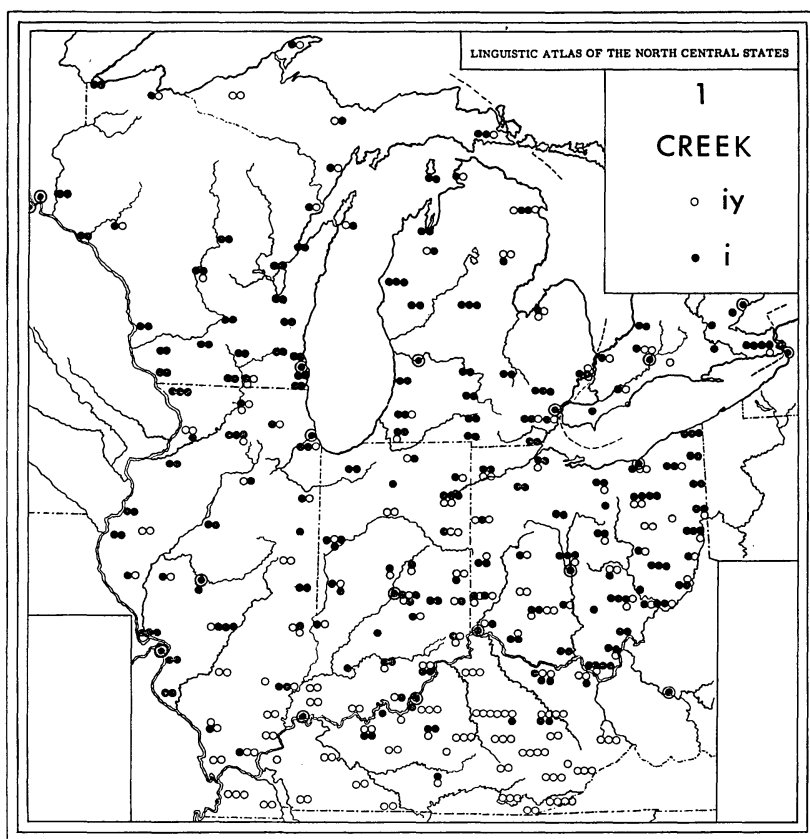 LINGUISTIC ATLAS OF THE NORTH CENTRAL STATES
1
CREEK
○ iy
● i